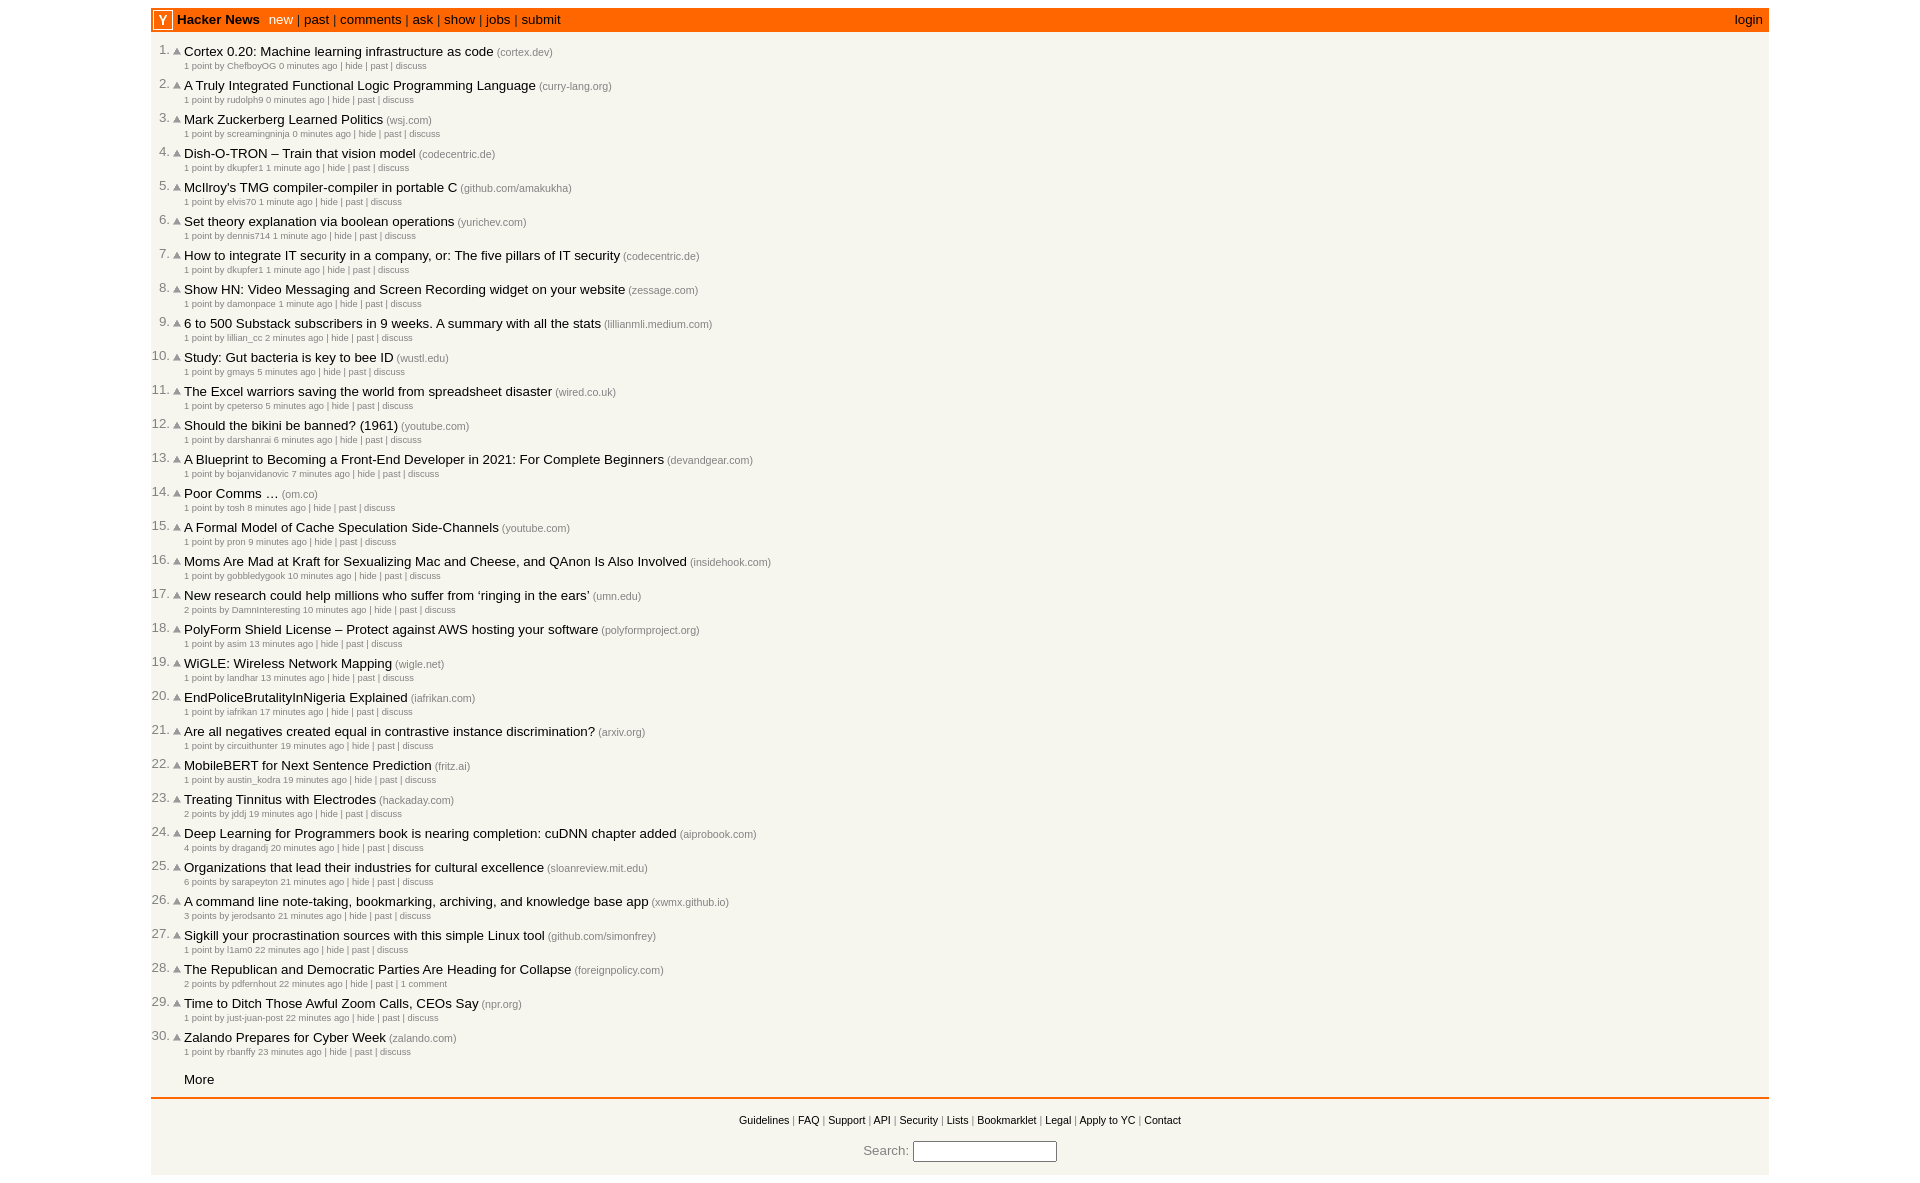 Y Hacker News new | past | comments | ask | show | jobs | submit login
1. Cortex 0.20: Machine learning infrastructure as code (cortex.dev)
1 point by ChefboyOG 0 minutes ago | hide | past | discuss
2. A Truly Integrated Functional Logic Programming Language (curry-lang.org)
1 point by rudolph9 0 minutes ago | hide | past | discuss
3. Mark Zuckerberg Learned Politics (wsj.com)
1 point by screamingninja 0 minutes ago | hide | past | discuss
4. Dish-O-TRON – Train that vision model (codecentric.de)
1 point by dkupfer1 1 minute ago | hide | past | discuss
5. McIlroy's TMG compiler-compiler in portable C (github.com/amakukha)
1 point by elvis70 1 minute ago | hide | past | discuss
6. Set theory explanation via boolean operations (yurichev.com)
1 point by dennis714 1 minute ago | hide | past | discuss
7. How to integrate IT security in a company, or: The five pillars of IT security (codecentric.de)
1 point by dkupfer1 1 minute ago | hide | past | discuss
8. Show HN: Video Messaging and Screen Recording widget on your website (zessage.com)
1 point by damonpace 1 minute ago | hide | past | discuss
9. 6 to 500 Substack subscribers in 9 weeks. A summary with all the stats (lillianmli.medium.com)
1 point by lillian_cc 2 minutes ago | hide | past | discuss
10. Study: Gut bacteria is key to bee ID (wustl.edu)
1 point by gmays 5 minutes ago | hide | past | discuss
11. The Excel warriors saving the world from spreadsheet disaster (wired.co.uk)
1 point by cpeterso 5 minutes ago | hide | past | discuss
12. Should the bikini be banned? (1961) (youtube.com)
1 point by darshanrai 6 minutes ago | hide | past | discuss
13. A Blueprint to Becoming a Front-End Developer in 2021: For Complete Beginners (devandgear.com)
1 point by bojanvidanovic 7 minutes ago | hide | past | discuss
14. Poor Comms … (om.co)
1 point by tosh 8 minutes ago | hide | past | discuss
15. A Formal Model of Cache Speculation Side-Channels (youtube.com)
1 point by pron 9 minutes ago | hide | past | discuss
16. Moms Are Mad at Kraft for Sexualizing Mac and Cheese, and QAnon Is Also Involved (insidehook.com)
1 point by gobbledygook 10 minutes ago | hide | past | discuss
17. New research could help millions who suffer from ‘ringing in the ears’ (umn.edu)
2 points by DamnInteresting 10 minutes ago | hide | past | discuss
18. PolyForm Shield License – Protect against AWS hosting your software (polyformproject.org)
1 point by asim 13 minutes ago | hide | past | discuss
19. WiGLE: Wireless Network Mapping (wigle.net)
1 point by landhar 13 minutes ago | hide | past | discuss
20. EndPoliceBrutalityInNigeria Explained (iafrikan.com)
1 point by iafrikan 17 minutes ago | hide | past | discuss
21. Are all negatives created equal in contrastive instance discrimination? (arxiv.org)
1 point by circuithunter 19 minutes ago | hide | past | discuss
22. MobileBERT for Next Sentence Prediction (fritz.ai)
1 point by austin_kodra 19 minutes ago | hide | past | discuss
23. Treating Tinnitus with Electrodes (hackaday.com)
2 points by jddj 19 minutes ago | hide | past | discuss
24. Deep Learning for Programmers book is nearing completion: cuDNN chapter added (aiprobook.com)
4 points by dragandj 20 minutes ago | hide | past | discuss
25. Organizations that lead their industries for cultural excellence (sloanreview.mit.edu)
6 points by sarapeyton 21 minutes ago | hide | past | discuss
26. A command line note-taking, bookmarking, archiving, and knowledge base app (xwmx.github.io)
3 points by jerodsanto 21 minutes ago | hide | past | discuss
27. Sigkill your procrastination sources with this simple Linux tool (github.com/simonfrey)
1 point by l1am0 22 minutes ago | hide | past | discuss
28. The Republican and Democratic Parties Are Heading for Collapse (foreignpolicy.com)
2 points by pdfernhout 22 minutes ago | hide | past | 1 comment
29. Time to Ditch Those Awful Zoom Calls, CEOs Say (npr.org)
1 point by just-juan-post 22 minutes ago | hide | past | discuss
30. Zalando Prepares for Cyber Week (zalando.com)
1 point by rbanffy 23 minutes ago | hide | past | discuss
More
Guidelines | FAQ | Support | API | Security | Lists | Bookmarklet | Legal | Apply to YC | Contact
Search: